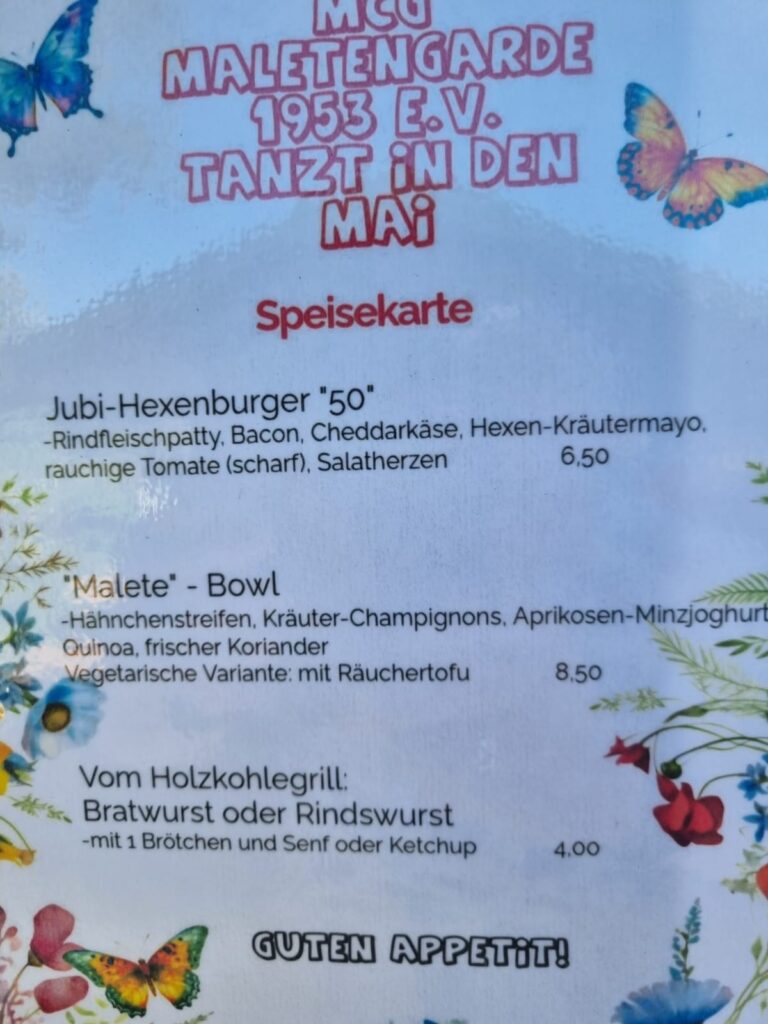 MCG
MALETENGARDE
1953 E.V.
TANZT iN DEN
MAi
Speisekarte
Jubi-Hexenburger "50"
-Rindfleischpatty, Bacon, Cheddarkäse, Hexen-Kräutermayo,
rauchige Tomate (scharf), Salatherzen 6,50
"Malete" - Bowl
-Hähnchenstreifen, Kräuter-Champignons, Aprikosen-Minzjoghurt
Quinoa, frischer Koriander
Vegetarische Variante: mit Räuchertofu 8,50
Vom Holzkohlegrill:
Bratwurst oder Rindswurst
-mit 1 Brötchen und Senf oder Ketchup 4,00
GUTEN APPETiT!